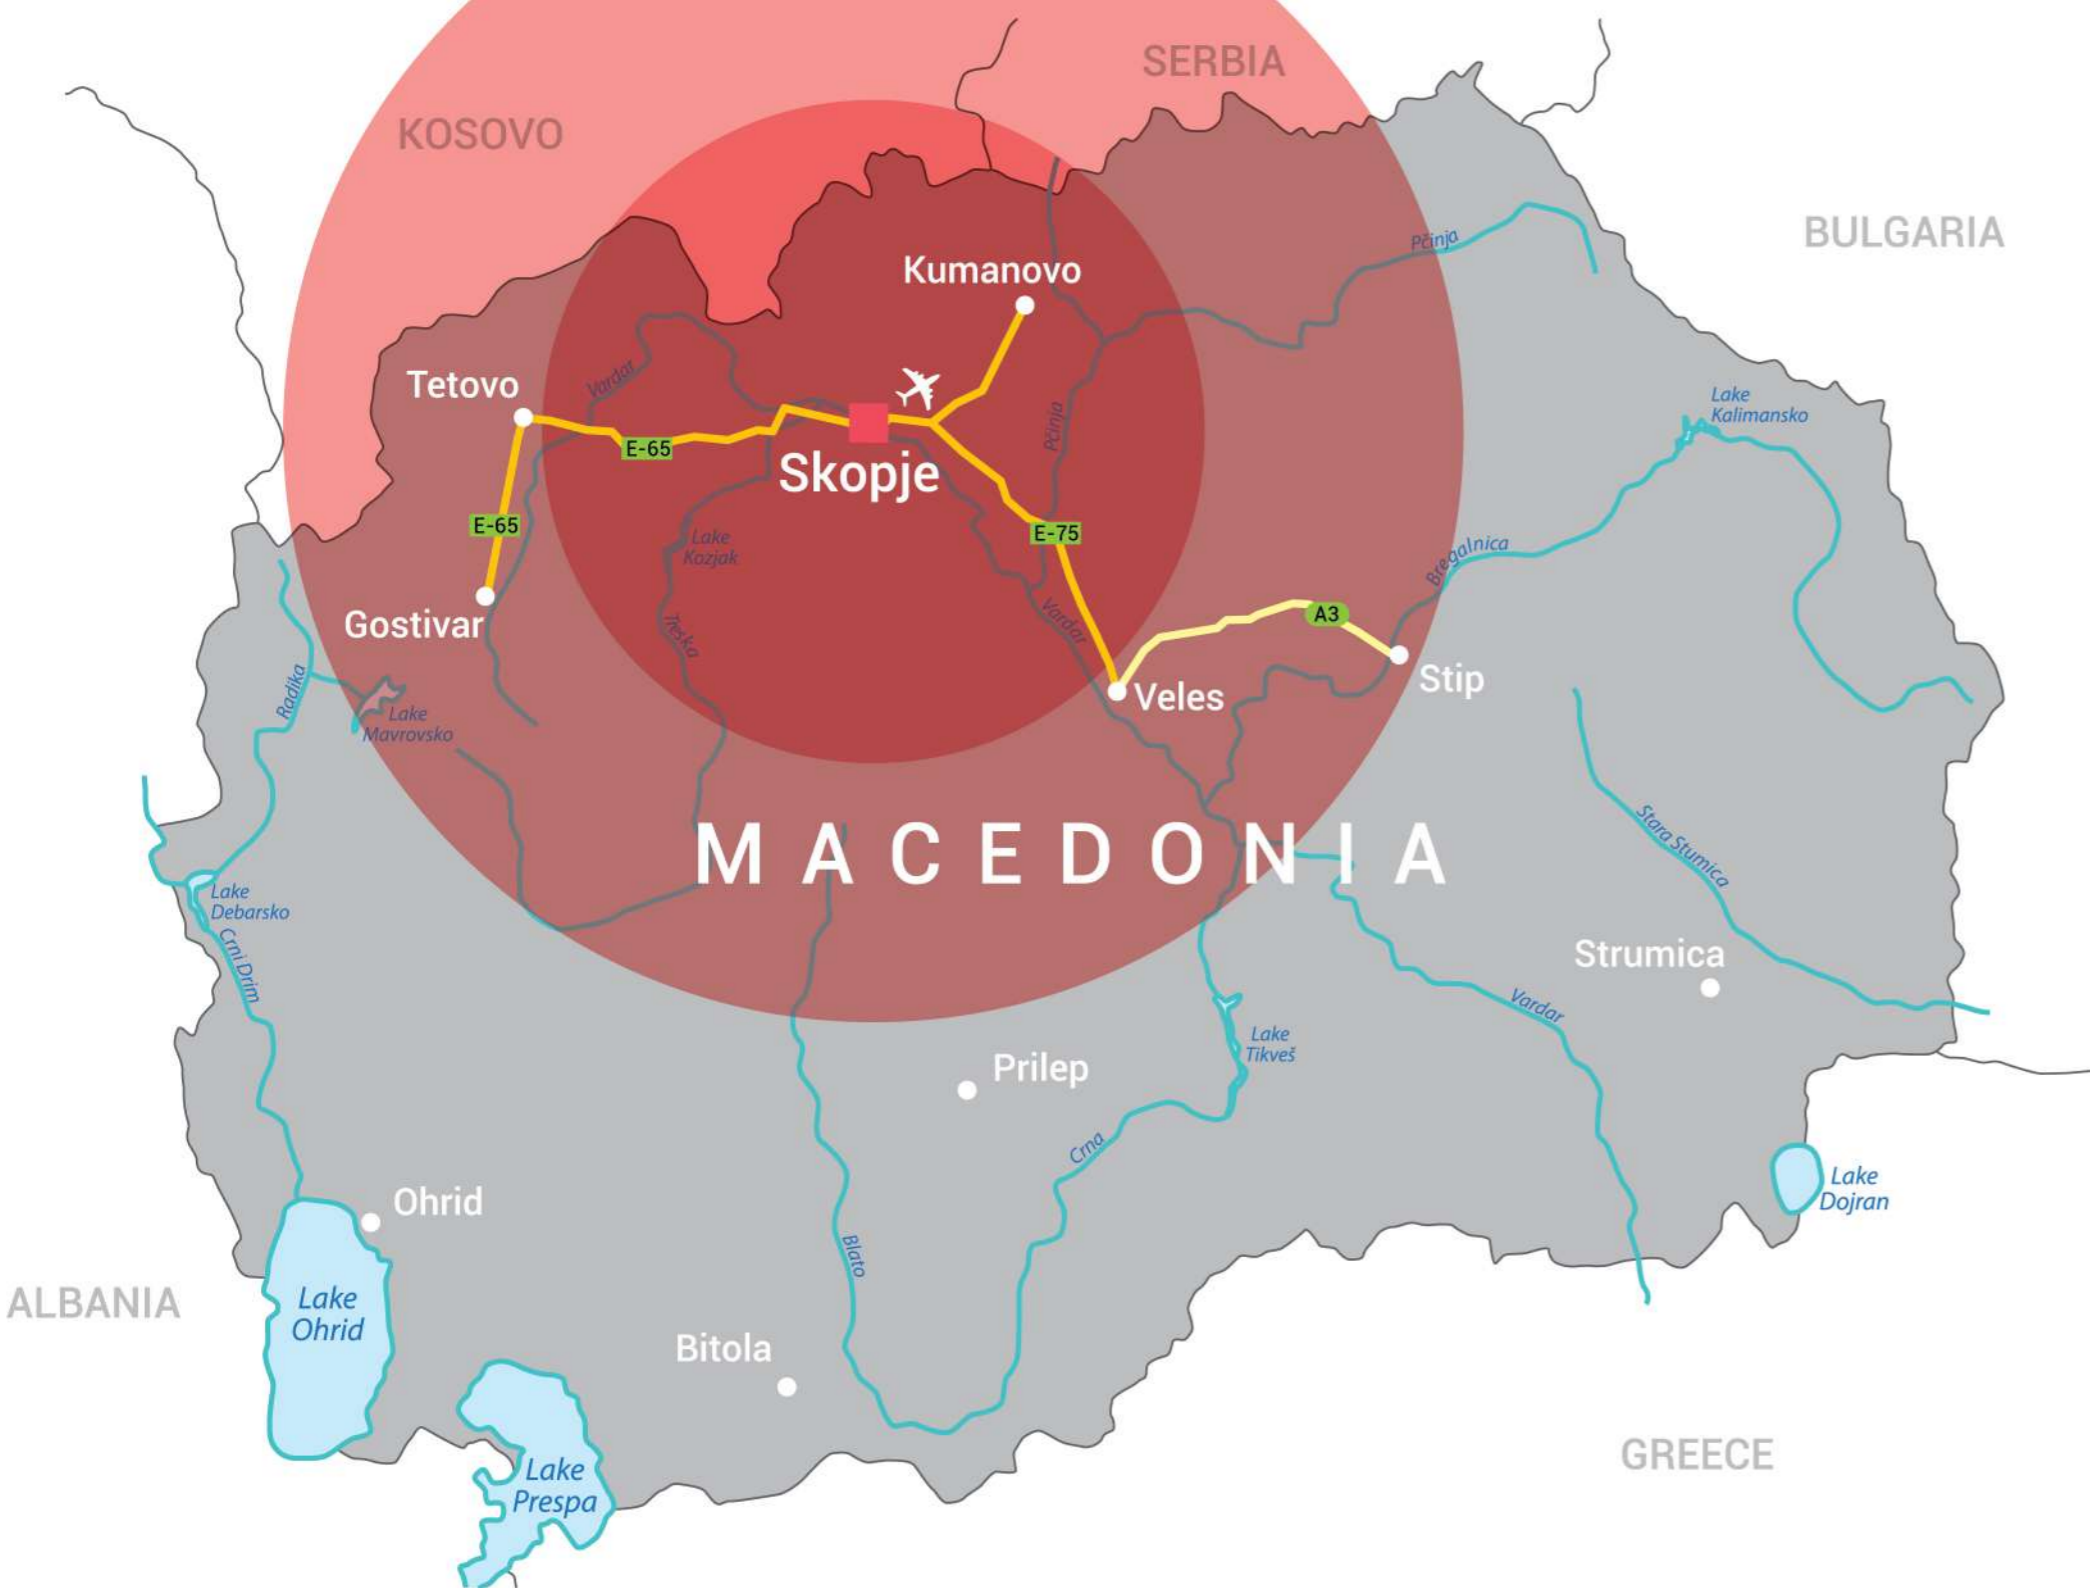 SERBIA
KOSOVO
BULGARIA
Pčinja
Kumanovo
Tetovo
Vardar
Lake
Kalimansko
Pčinja
E-65
Skopje
E-65
E-75
Lake
Kozjak
Bregalnica
Gostivar
Treska
Vardar
A3
Stip
Veles
Radika
Lake
Mavrovsko
MACEDONIA
Stara Stumica
Lake
Debarsko
Crni Drim
Strumica
Vardar
Lake
Tikveš
Prilep
Crna
Lake
Dojran
Ohrid
Blato
ALBANIA
Lake
Ohrid
Bitola
GREECE
Lake
Prespa